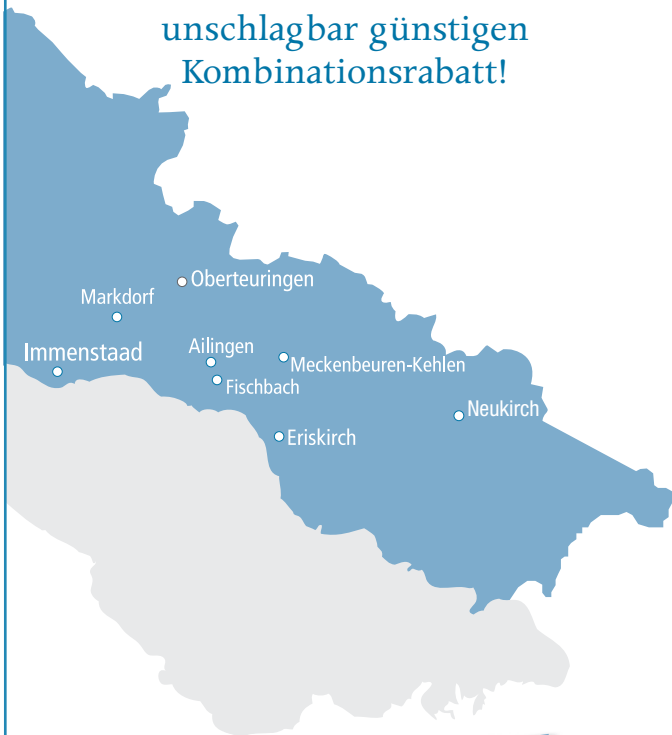 unschlagbar günstigen
Kombinationsrabatt!
Oberteuringen
Markdorf
Immenstaad
Ailingen
Meckenbeuren-Kehlen
Fischbach
Neukirch
Eriskirch